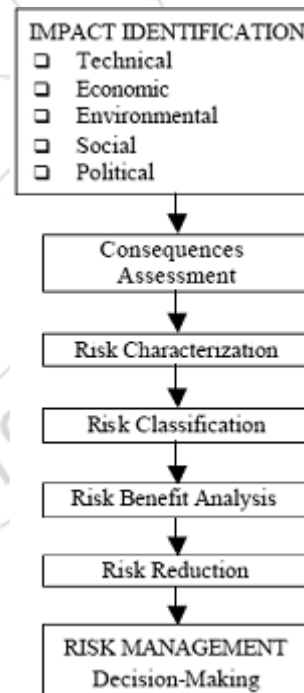 IMPACT IDENTIFICATION
❑ Technical
❑ Economic
❑ Environmental
❑ Social
❑ Political
Consequences
Assessment
Risk Characterization
Risk Classification
Risk Benefit Analysis
Risk Reduction
RISK MANAGEMENT
Decision-Making